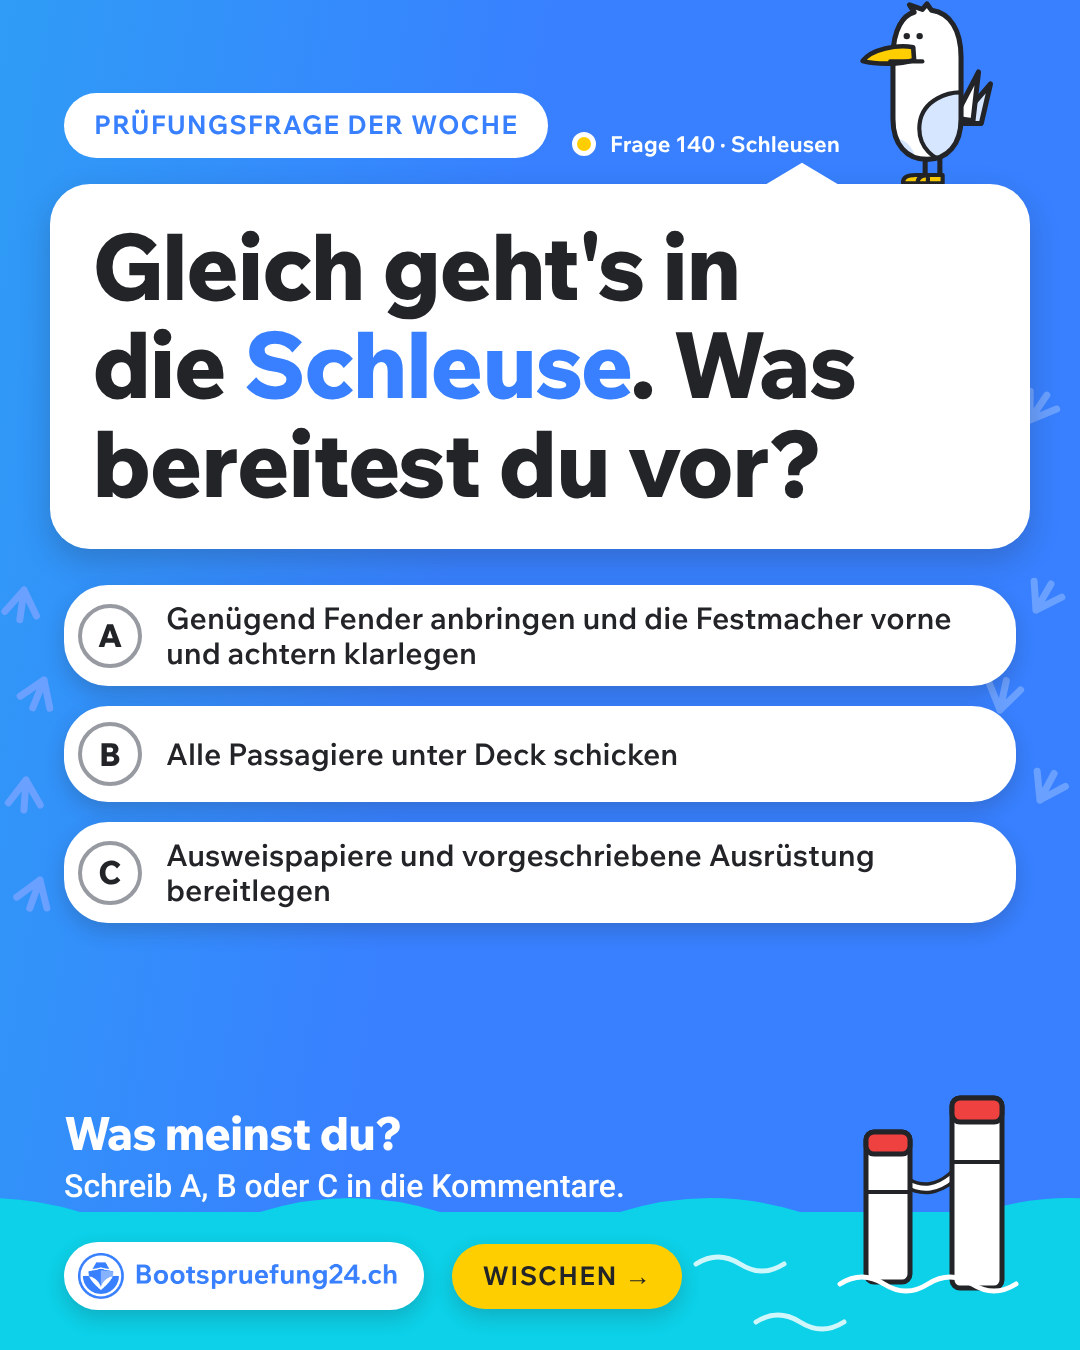 PRÜFUNGSFRAGE DER WOCHE
Frage 140 · Schleusen
Gleich geht's in
die Schleuse. Was
bereitest du vor?
A
Genügend Fender anbringen und die Festmacher vorne
und achtern klarlegen
B
Alle Passagiere unter Deck schicken
C
Ausweispapiere und vorgeschriebene Ausrüstung
bereitlegen
Was meinst du?
Schreib A, B oder C in die Kommentare.
Bootspruefung24.ch
WISCHEN →